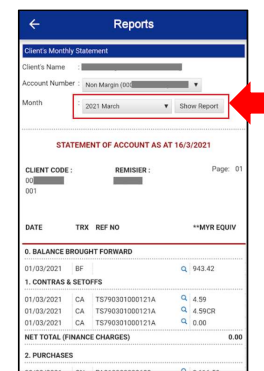 Reports
Client's Monthly Statement
Client's Name :
Account Number : Non Margin (00
Month : 2021 March Show Report
STATEMENT OF ACCOUNT AS AT 16/3/2021
CLIENT CODE : REMISIER : Page: 01
00
001
DATE TRX REF NO **MYR EQUIV
0. BALANCE BROUGHT FORWARD
01/03/2021 BF 943.42
1. CONTRAS & SETOFFS
01/03/2021 CA TS790301000121A 4.59
01/03/2021 CA TS790301000121A 4.59CR
01/03/2021 CA TS790301000121A 0.00
NET TOTAL (FINANCE CHARGES) 0.00
2. PURCHASES